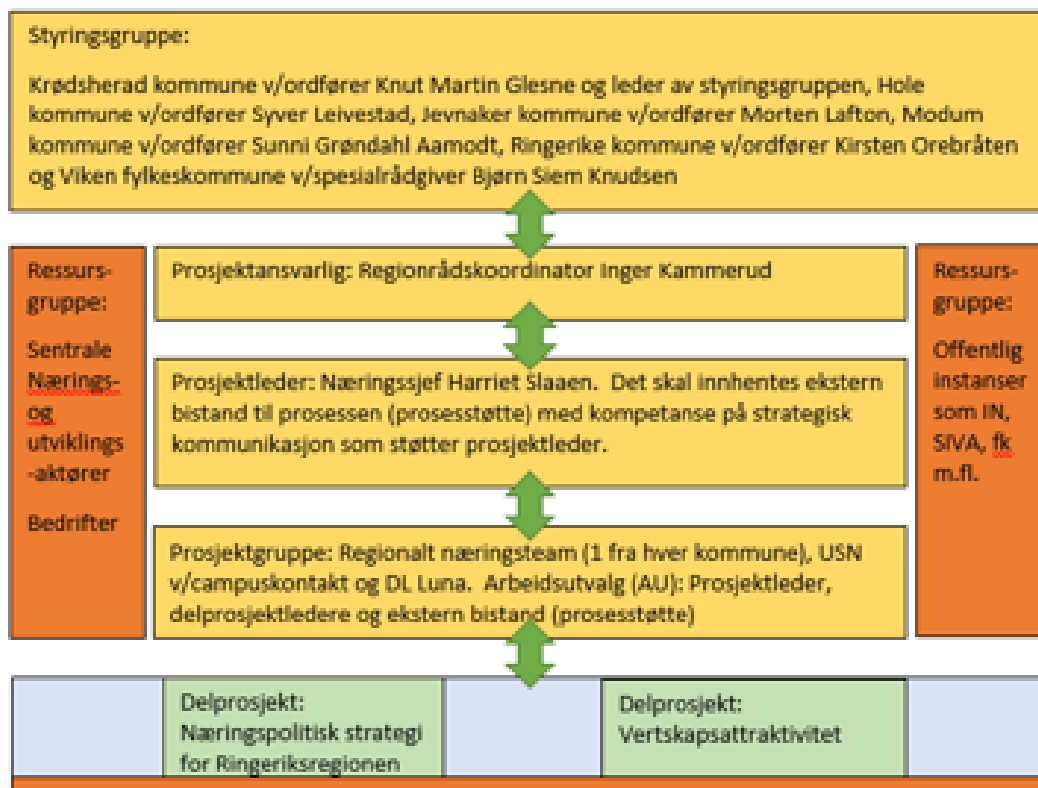 Styringsgruppe:
Krødsherad kommune v/ordfører Knut Martin Glesne og leder av styringsgruppen, Hole
kommune v/ordfører Syver Leivestad, Jevnaker kommune v/ordfører Morten Lafton, Modum
kommune v/ordfører Sunni Grøndahl Aamodt, Ringerike kommune v/ordfører Kirsten Orebråten
og Viken fylkeskommune v/spesialrådgiver Bjørn Siem Knudsen
Ressurs-
gruppe:
Sentrale
Nærings-
og
utviklings
-aktører
Bedrifter
Prosjektansvarlig: Regionrådskoordinator Inger Kammerud
Prosjektleder: Næringssjef Harriet Slaaen. Det skal innhentes ekstern
bistand til prosessen (prosesstøtte) med kompetanse på strategisk
kommunikasjon som støtter prosjektleder.
Prosjektgruppe: Regionalt næringsteam (1 fra hver kommune), USN
v/campuskontakt og DL Luna. Arbeidsutvalg (AU): Prosjektleder,
delprosjektledere og ekstern bistand (prosesstøtte)
Ressurs-
gruppe:
Offentlig
instanser
som IN,
SIVA, fk
m.fl.
Delprosjekt:
Næringspolitisk strategi
for Ringeriksregionen
Delprosjekt:
Vertskapsattraktivitet